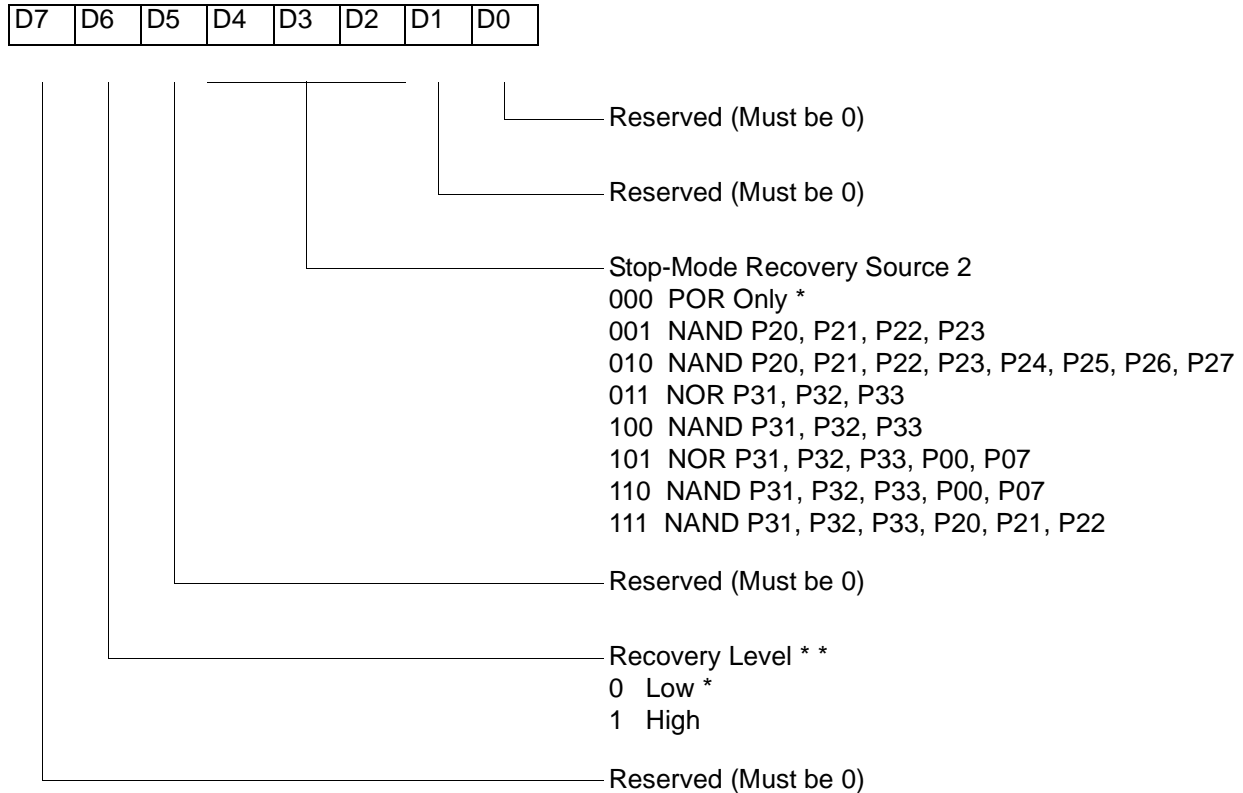 D7 D6 D5 D4 D3 D2 D1 D0
Reserved (Must be 0)
Reserved (Must be 0)
Stop-Mode Recovery Source 2
000 POR Only *
001 NAND P20, P21, P22, P23
010 NAND P20, P21, P22, P23, P24, P25, P26, P27
011 NOR P31, P32, P33
100 NAND P31, P32, P33
101 NOR P31, P32, P33, P00, P07
110 NAND P31, P32, P33, P00, P07
111 NAND P31, P32, P33, P20, P21, P22
Reserved (Must be 0)
Recovery Level * *
0 Low *
1 High
Reserved (Must be 0)